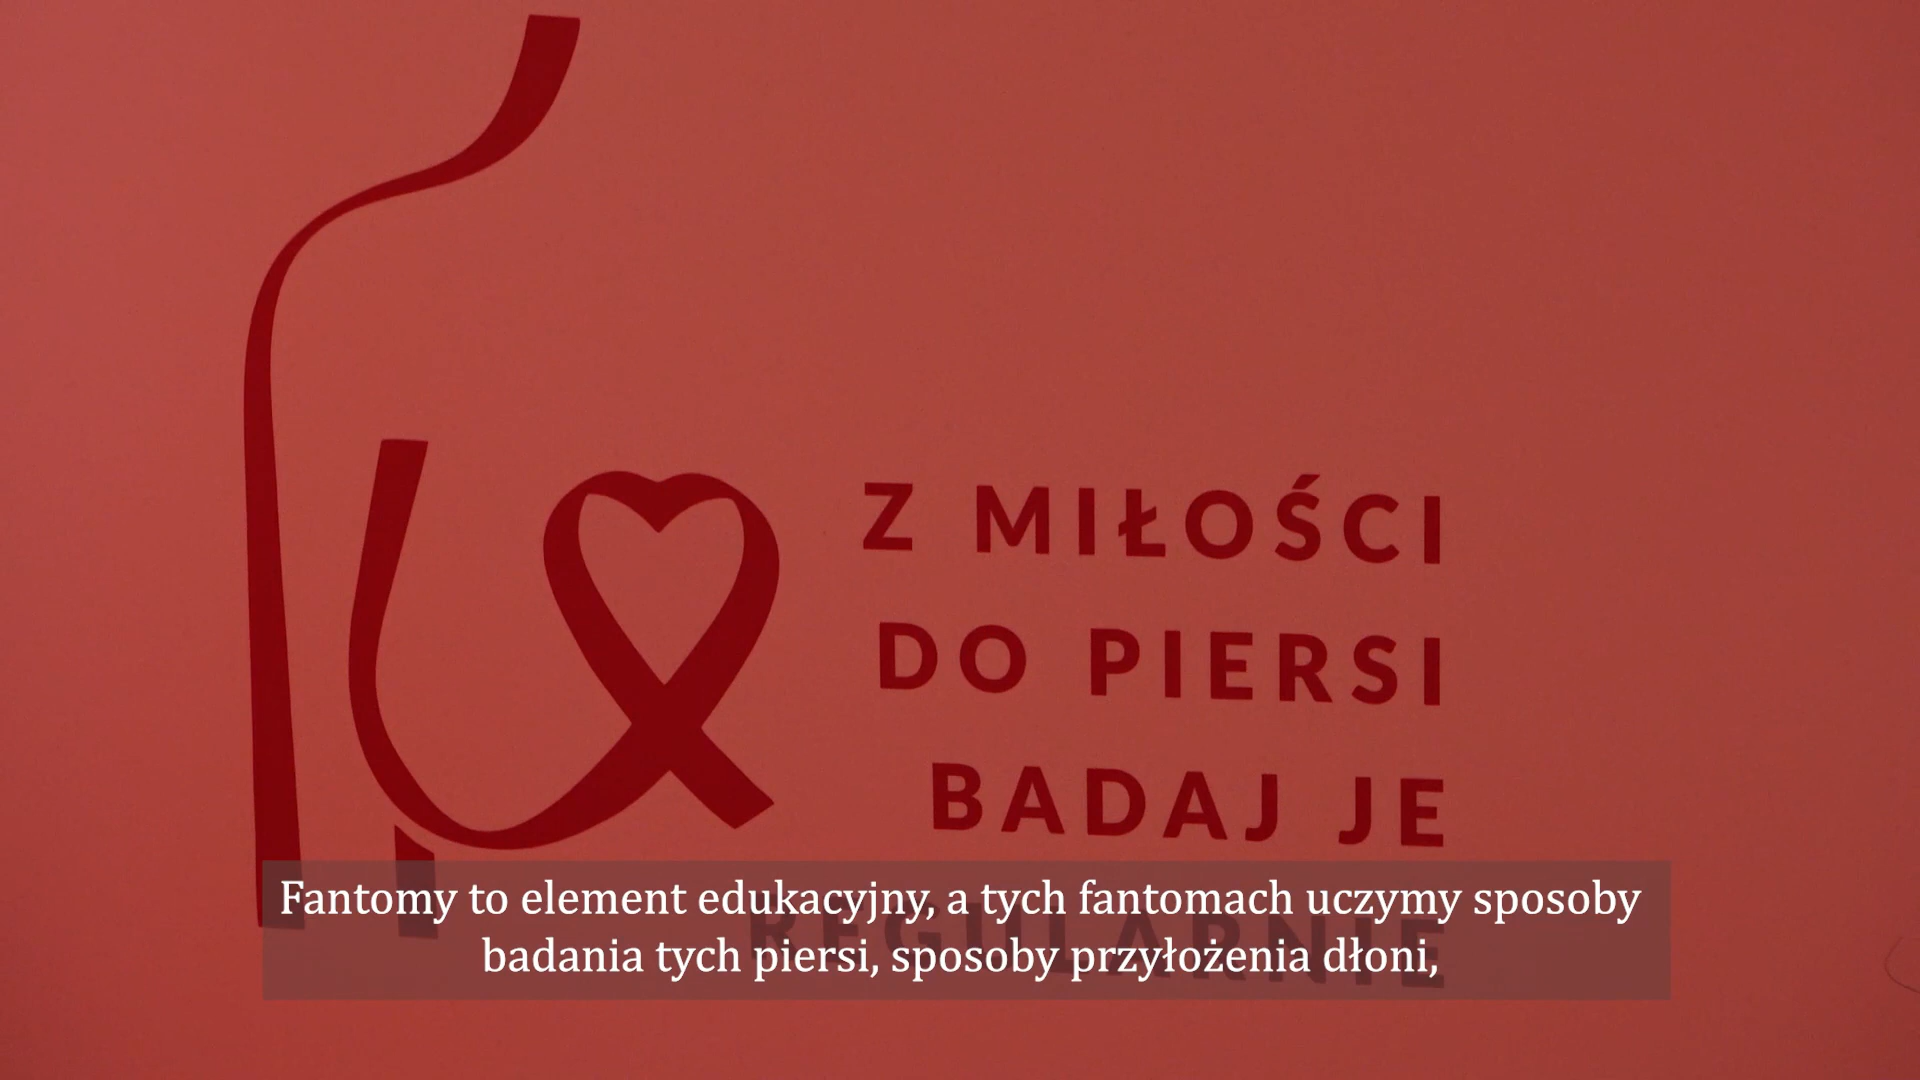 Z MIŁOŚCI
DO PIERSI
BADAJ JE
REGULARNIE
Fantomy to element edukacyjny, a tych fantomach uczymy sposoby
badania tych piersi, sposoby przyłożenia dłoni,